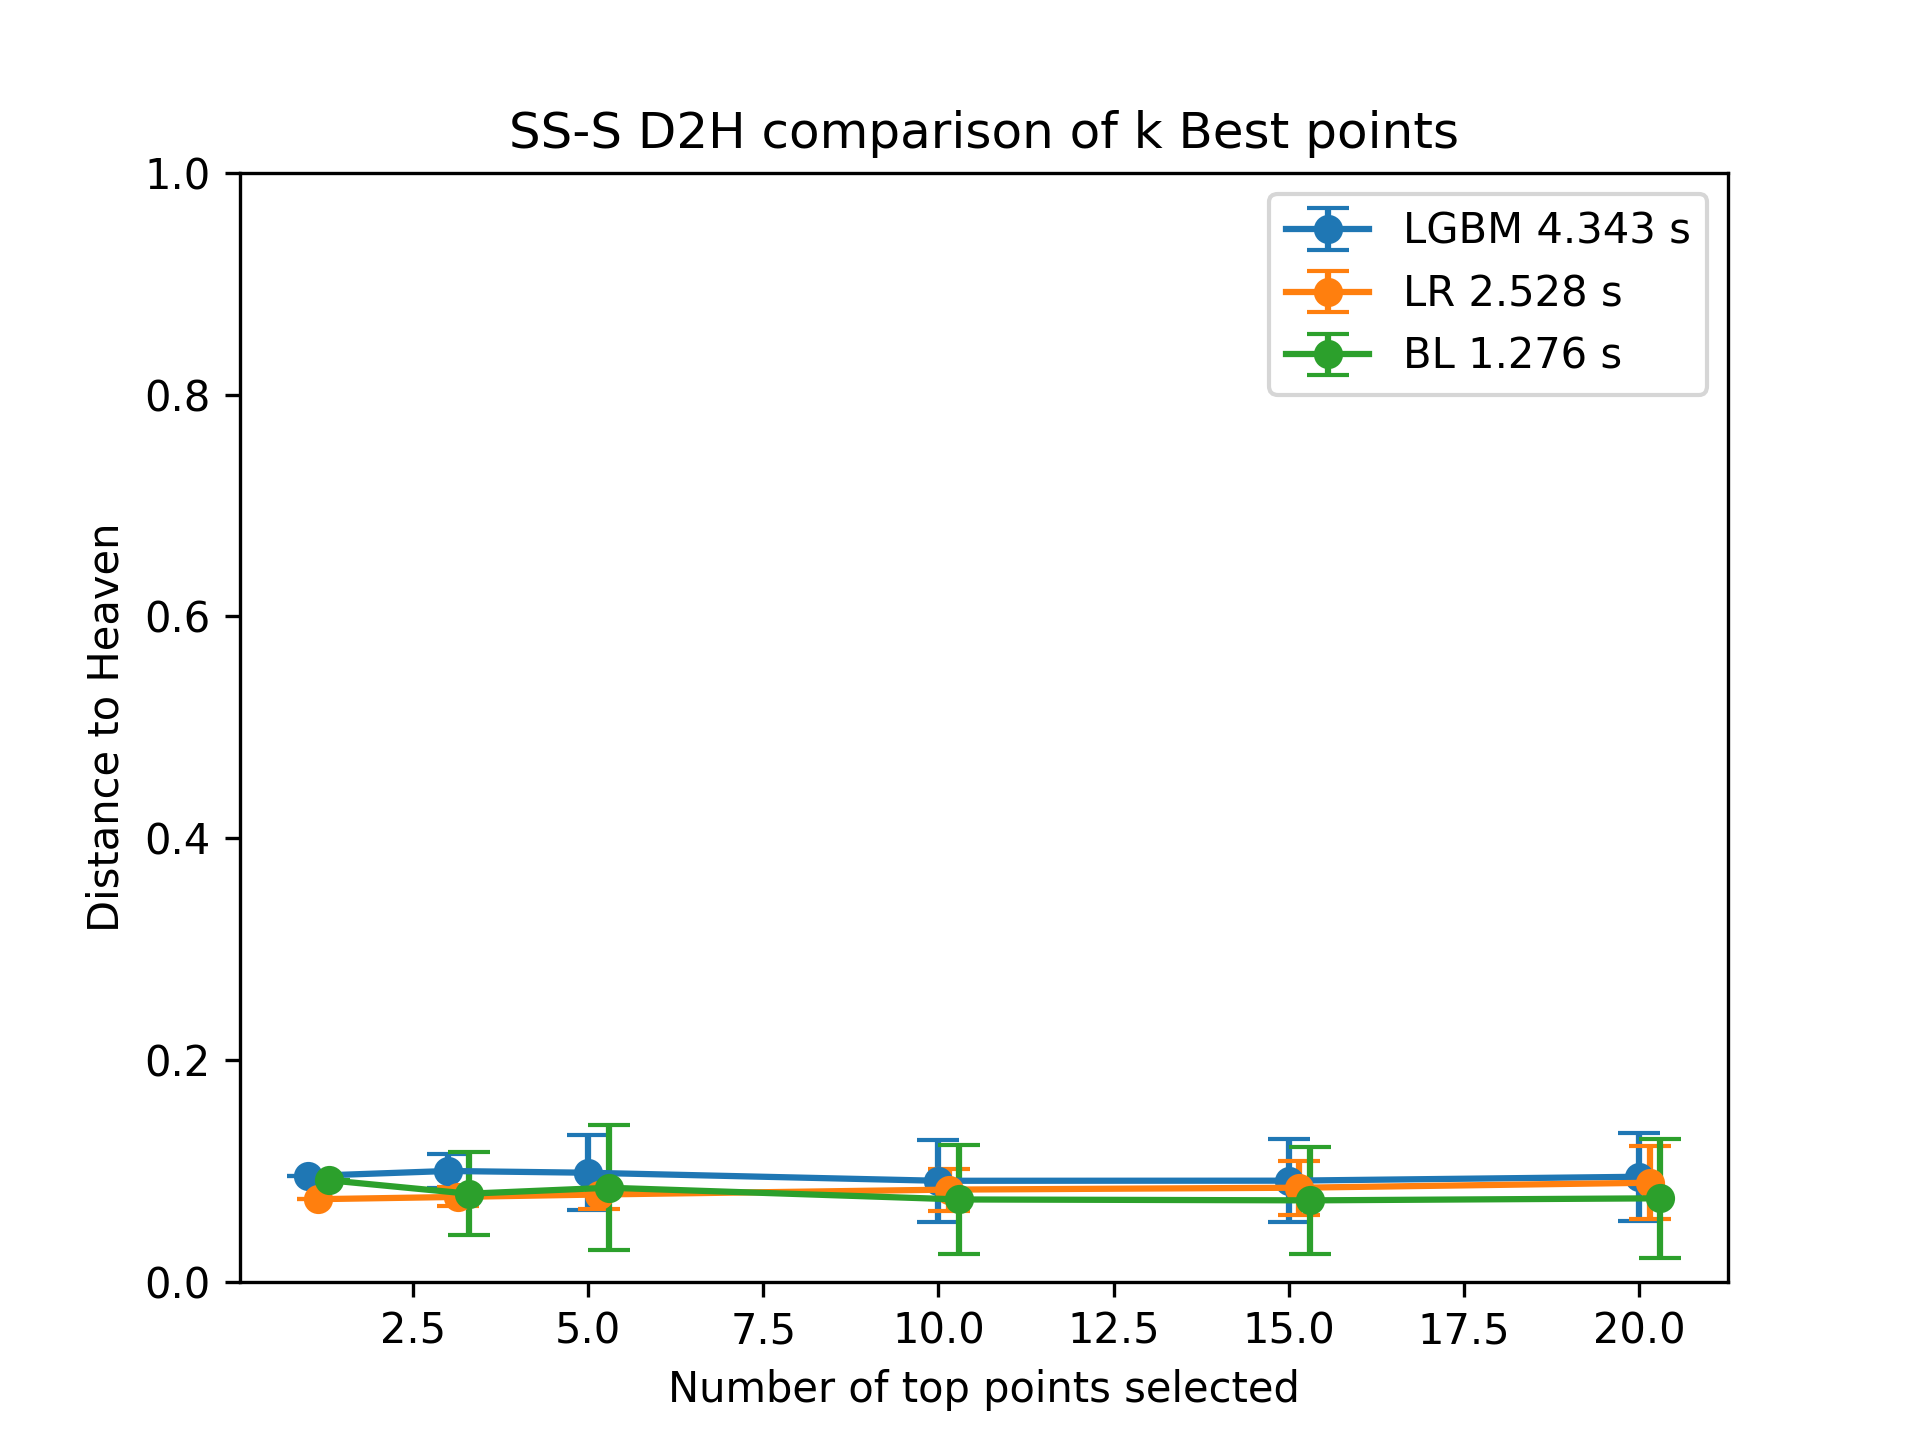 SS-S D2H comparison of k Best points
1.0
0.8
0.6
0.4
0.2
0.0
Distance to Heaven
LGBM 4.343 s
LR 2.528 s
BL 1.276 s
2.5 5.0 7.5 10.0 12.5 15.0 17.5 20.0
Number of top points selected